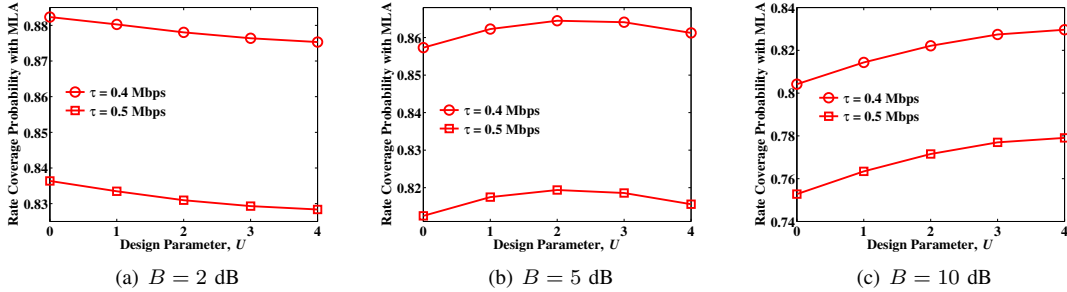 Rate Coverage Probability with MLA
0.88
0.87
0.86
0.85
0.84
0.83
τ = 0.4 Mbps
τ = 0.5 Mbps
0 1 2 3 4
Design Parameter, U
(a) B = 2 dB
Rate Coverage Probability with MLA
0.86
0.84
0.82
τ = 0.4 Mbps
τ = 0.5 Mbps
0 1 2 3 4
Design Parameter, U
(b) B = 5 dB
Rate Coverage Probability with MLA
0.84
0.82
0.8
0.78
0.76
0.74
τ = 0.4 Mbps
τ = 0.5 Mbps
0 1 2 3 4
Design Parameter, U
(c) B = 10 dB